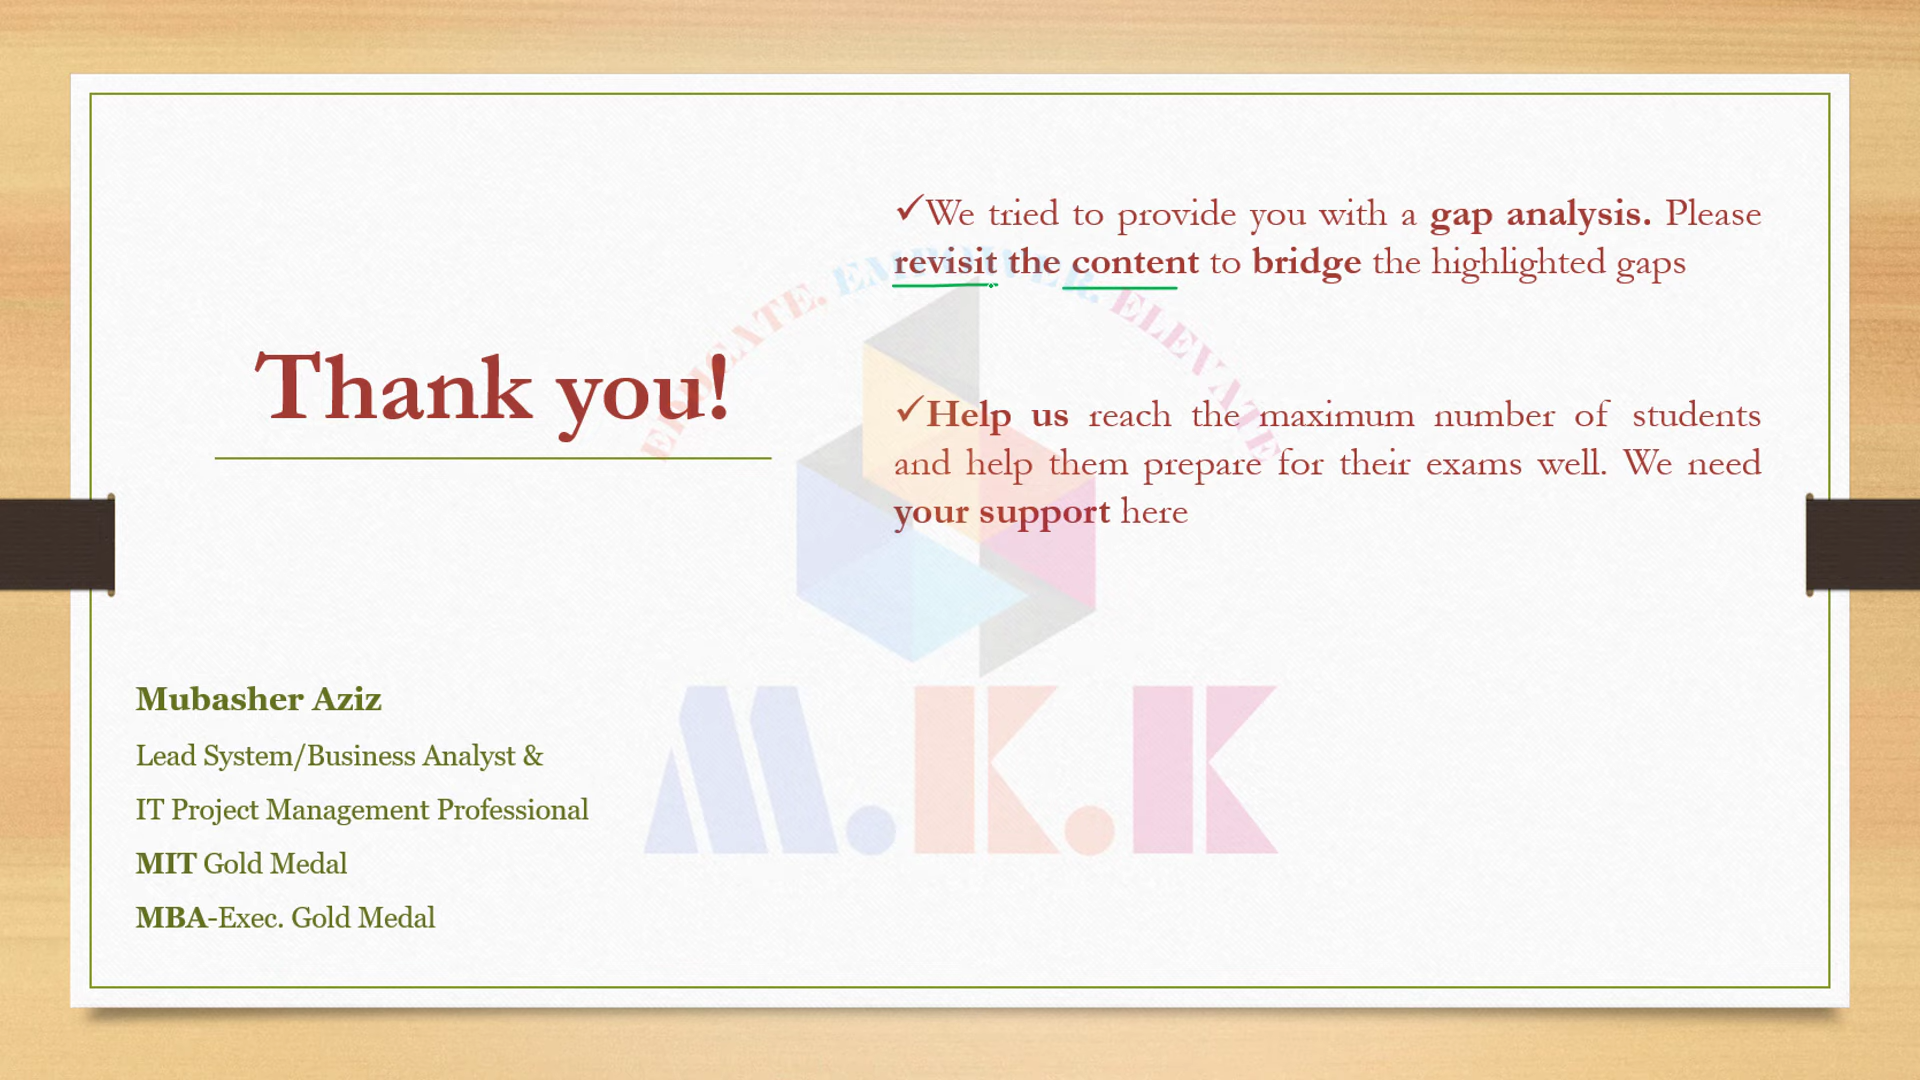 Thank you!
✓We tried to provide you with a gap analysis. Please
revisit the content to bridge the highlighted gaps
✓Help us reach the maximum number of students
and help them prepare for their exams well. We need
your support here
EDUCATE. EMPOWER. ELEVATE
M.K.K
Mubasher Aziz
Lead System/Business Analyst &
IT Project Management Professional
MIT Gold Medal
MBA-Exec. Gold Medal